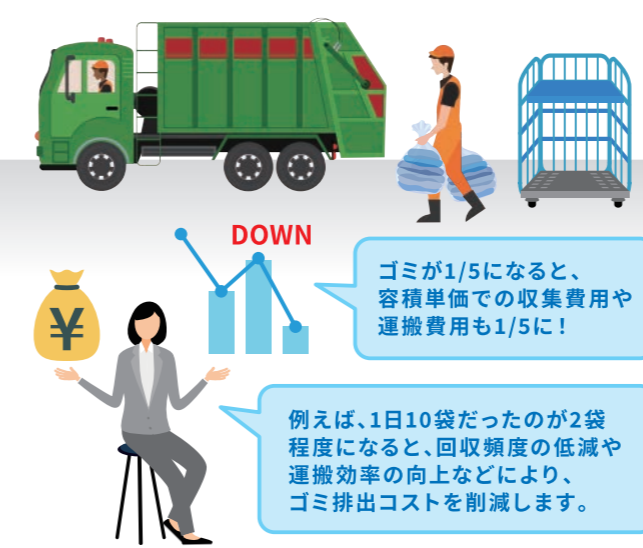 DOWN
ゴミが1/5になると、
容積単価での収集費用や
運搬費用も1/5に！
¥
例えば、1日10袋だったのが2袋
程度になると、回収頻度の低減や
運搬効率の向上などにより、
ゴミ排出コストを削減します。